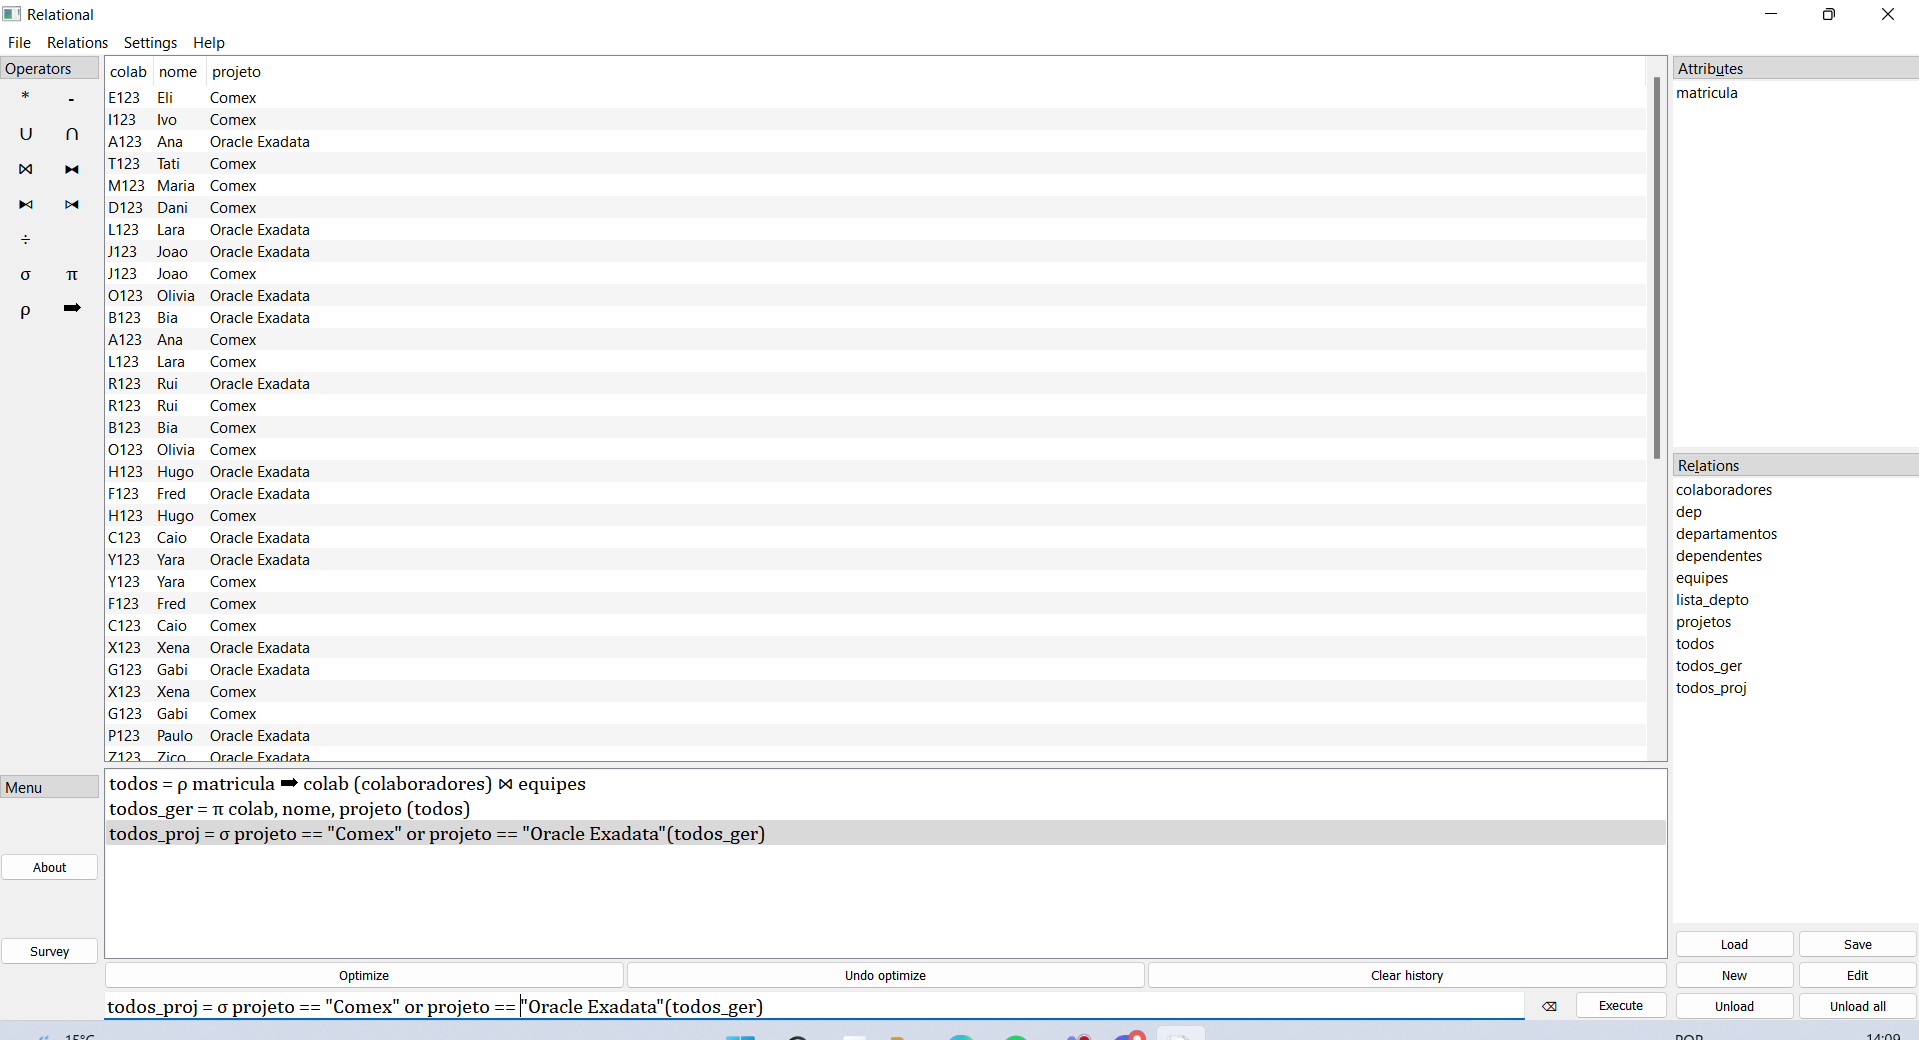 Relational
File Relations Settings Help
Operators
* -
∪ ∩
⋈ ⧓
⧑ ⧒
÷
σ π
ρ ➡
colab nome projeto
E123 Eli Comex
I123 Ivo Comex
A123 Ana Oracle Exadata
T123 Tati Comex
M123 Maria Comex
D123 Dani Comex
L123 Lara Oracle Exadata
J123 Joao Oracle Exadata
J123 Joao Comex
O123 Olivia Oracle Exadata
B123 Bia Oracle Exadata
A123 Ana Comex
L123 Lara Comex
R123 Rui Oracle Exadata
R123 Rui Comex
B123 Bia Comex
O123 Olivia Comex
H123 Hugo Oracle Exadata
F123 Fred Oracle Exadata
H123 Hugo Comex
C123 Caio Oracle Exadata
Y123 Yara Oracle Exadata
Y123 Yara Comex
F123 Fred Comex
C123 Caio Comex
X123 Xena Oracle Exadata
G123 Gabi Oracle Exadata
X123 Xena Comex
G123 Gabi Comex
P123 Paulo Oracle Exadata
Z123 Zico Oracle Exadata
Attributes
matricula
Relations
colaboradores
dep
departamentos
dependentes
equipes
lista_depto
projetos
todos
todos_ger
todos_proj
Menu
About
Survey
todos = ρ matricula ➡ colab (colaboradores) ⋈ equipes
todos_ger = π colab, nome, projeto (todos)
todos_proj = σ projeto == "Comex" or projeto == "Oracle Exadata"(todos_ger)
Optimize Undo optimize Clear history
todos_proj = σ projeto == "Comex" or projeto == "Oracle Exadata"(todos_ger)
⌫ Execute
Load Save
New Edit
Unload Unload all
15°C
POR 14:09